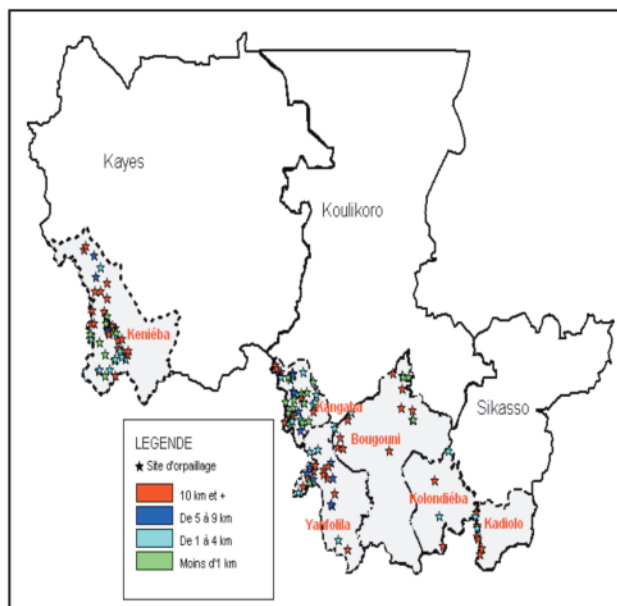 Kayes
Koulikoro
Keniéba
Kangaba
Sikasso
Bougouni
LEGENDE
Site d'orpaillage
10 km et +
De 5 à 9 km
De 1 à 4 km
Moins d'1 km
Kolondiéba
Kadiolo
Yanfolila